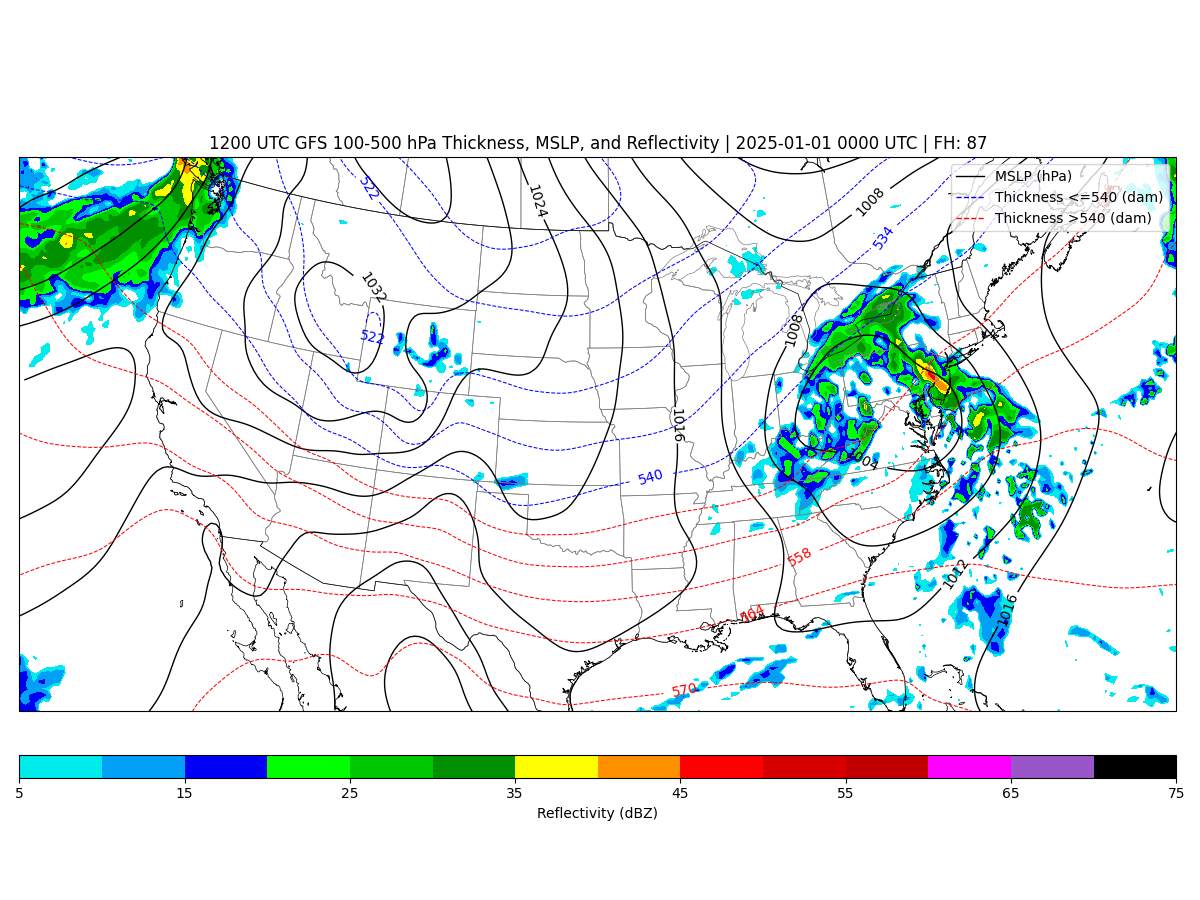 1200 UTC GFS 100-500 hPa Thickness, MSLP, and Reflectivity | 2025-01-01 0000 UTC | FH: 87
MSLP (hPa)
Thickness <=540 (dam)
Thickness >540 (dam)
522
1024
1008
534
1032
522
1008
1016
1004
540
558
1012
564
1016
570
5 15 25 35 45 55 65 75
Reflectivity (dBZ)